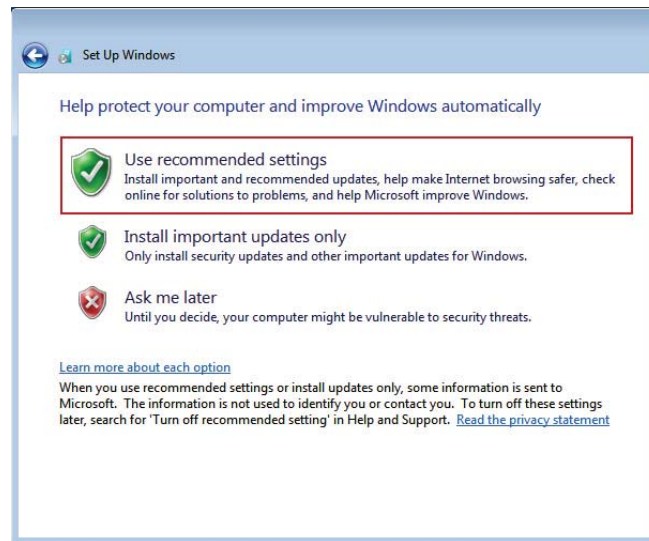 Set Up Windows
Help protect your computer and improve Windows automatically
Use recommended settings
Install important and recommended updates, help make Internet browsing safer, check
online for solutions to problems, and help Microsoft improve Windows.
Install important updates only
Only install security updates and other important updates for Windows.
Ask me later
Until you decide, your computer might be vulnerable to security threats.
Learn more about each option
When you use recommended settings or install updates only, some information is sent to
Microsoft. The information is not used to identify you or contact you. To turn off these settings
later, search for 'Turn off recommended setting' in Help and Support. Read the privacy statement